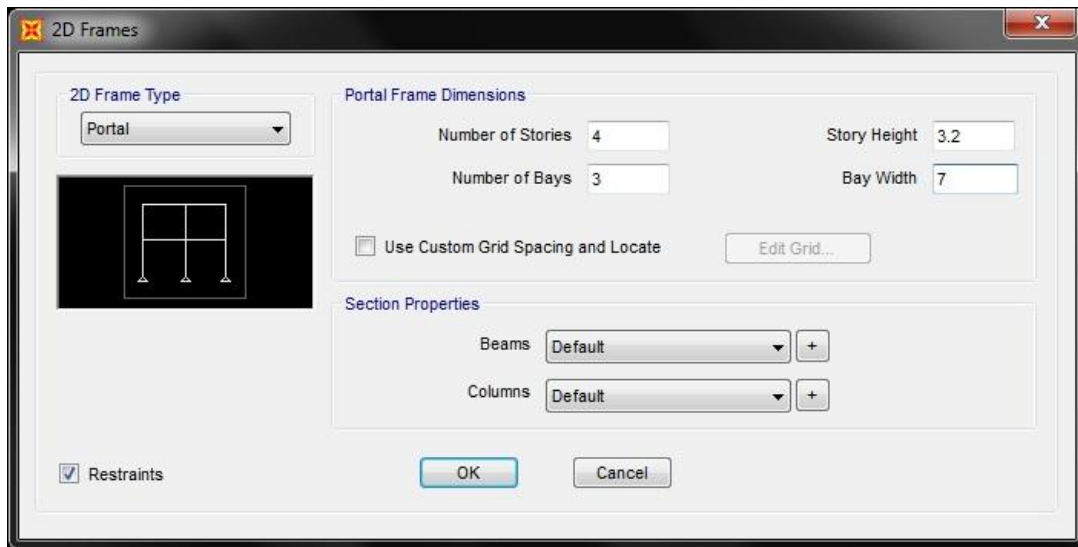 2D Frames
2D Frame Type
Portal
Portal Frame Dimensions
Number of Stories 4
Story Height 3.2
Number of Bays 3
Bay Width 7
Use Custom Grid Spacing and Locate
Edit Grid...
Section Properties
Beams Default +
Columns Default +
Restraints
OK
Cancel